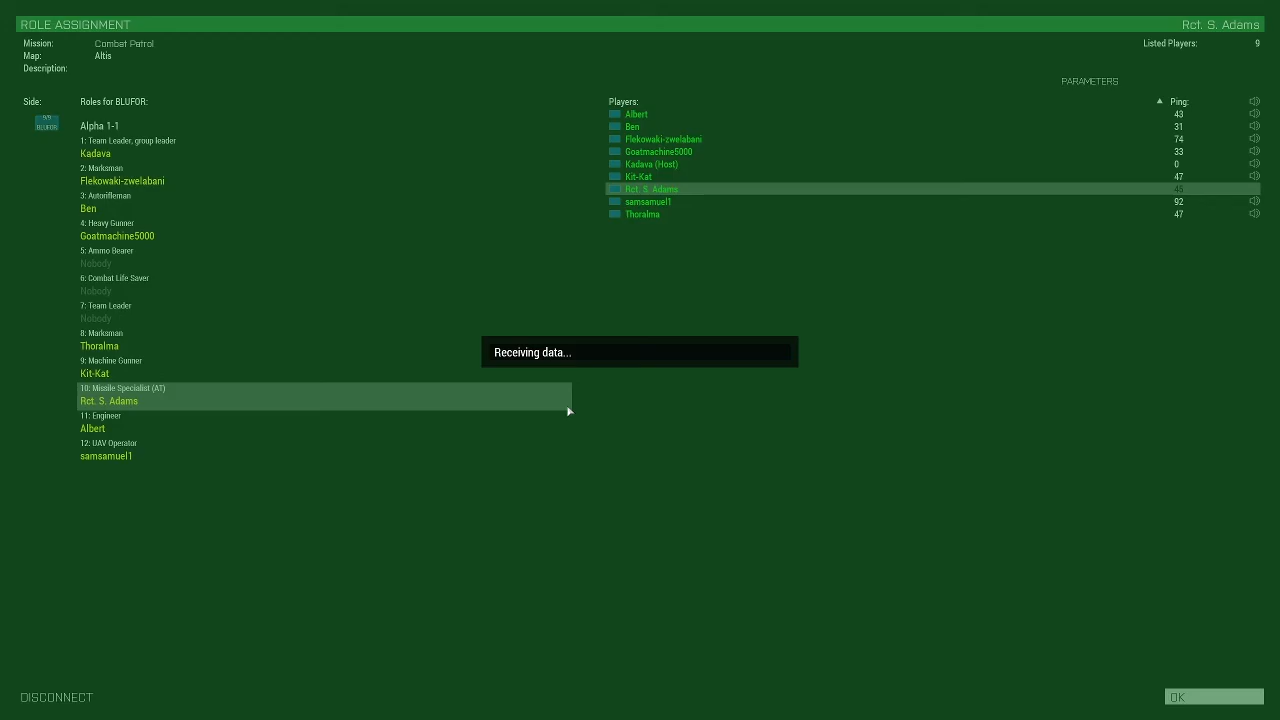 ROLE ASSIGNMENT Rct. S. Adams
Mission: Combat Patrol Listed Players: 9
Map: Altis
Description:
PARAMETERS
Side: Roles for BLUFOR: Players: Ping:
9/9
BLUFOR
Alpha 1-1
1: Team Leader, group leader
Kadava
2: Marksman
Flekowaki-zwelabani
3: Autorifleman
Ben
4: Heavy Gunner
Goatmachine5000
5: Ammo Bearer
Nobody
6: Combat Life Saver
Nobody
7: Team Leader
Nobody
8: Marksman
Thoralma
9: Machine Gunner
Kit-Kat
10: Missile Specialist (AT)
Rct. S. Adams
11: Engineer
Albert
12: UAV Operator
samsamuel1
Albert 43
Ben 31
Flekowaki-zwelabani 74
Goatmachine5000 33
Kadava (Host) 0
Kit-Kat 47
Rct. S. Adams 45
samsamuel1 92
Thoralma 47
Receiving data...
DISCONNECT OK